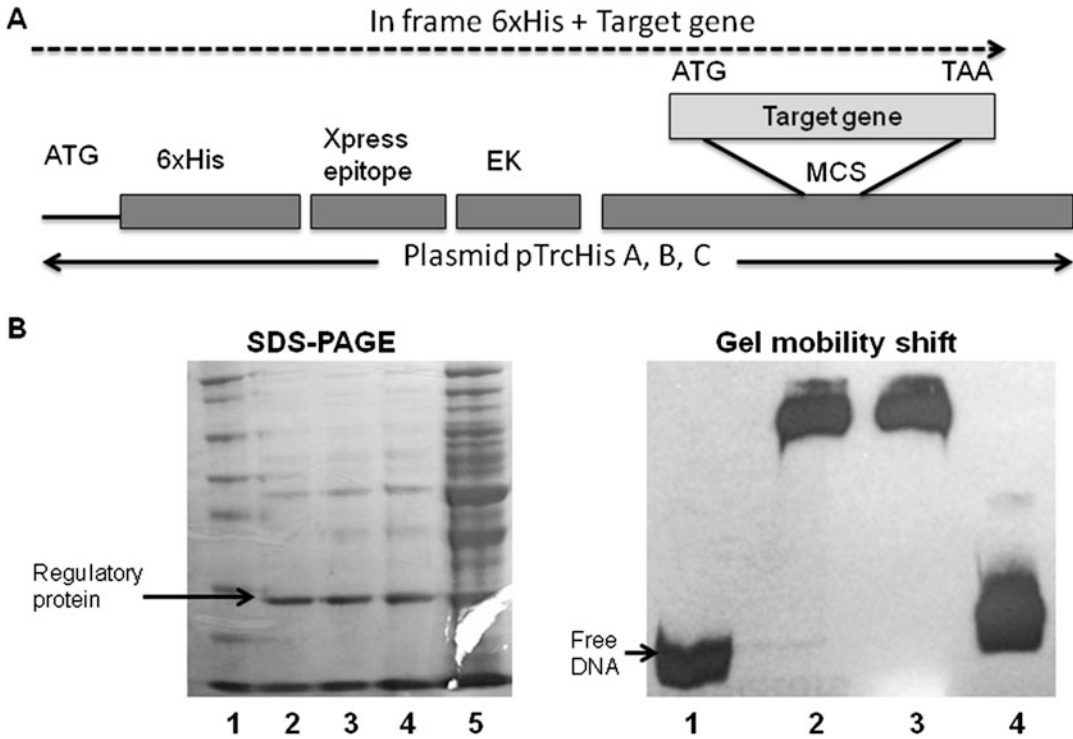 A
In frame 6xHis + Target gene
ATG TAA
Target gene
ATG 6xHis Xpress epitope EK MCS
Plasmid pTrcHis A, B, C
B
SDS-PAGE Gel mobility shift
Regulatory
protein
Free
DNA
1 2 3 4 5
1 2 3 4